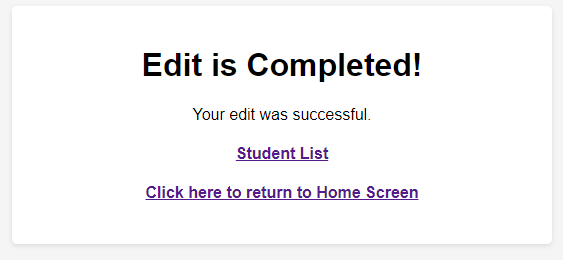 Edit is Completed!
Your edit was successful.
Student List
Click here to return to Home Screen